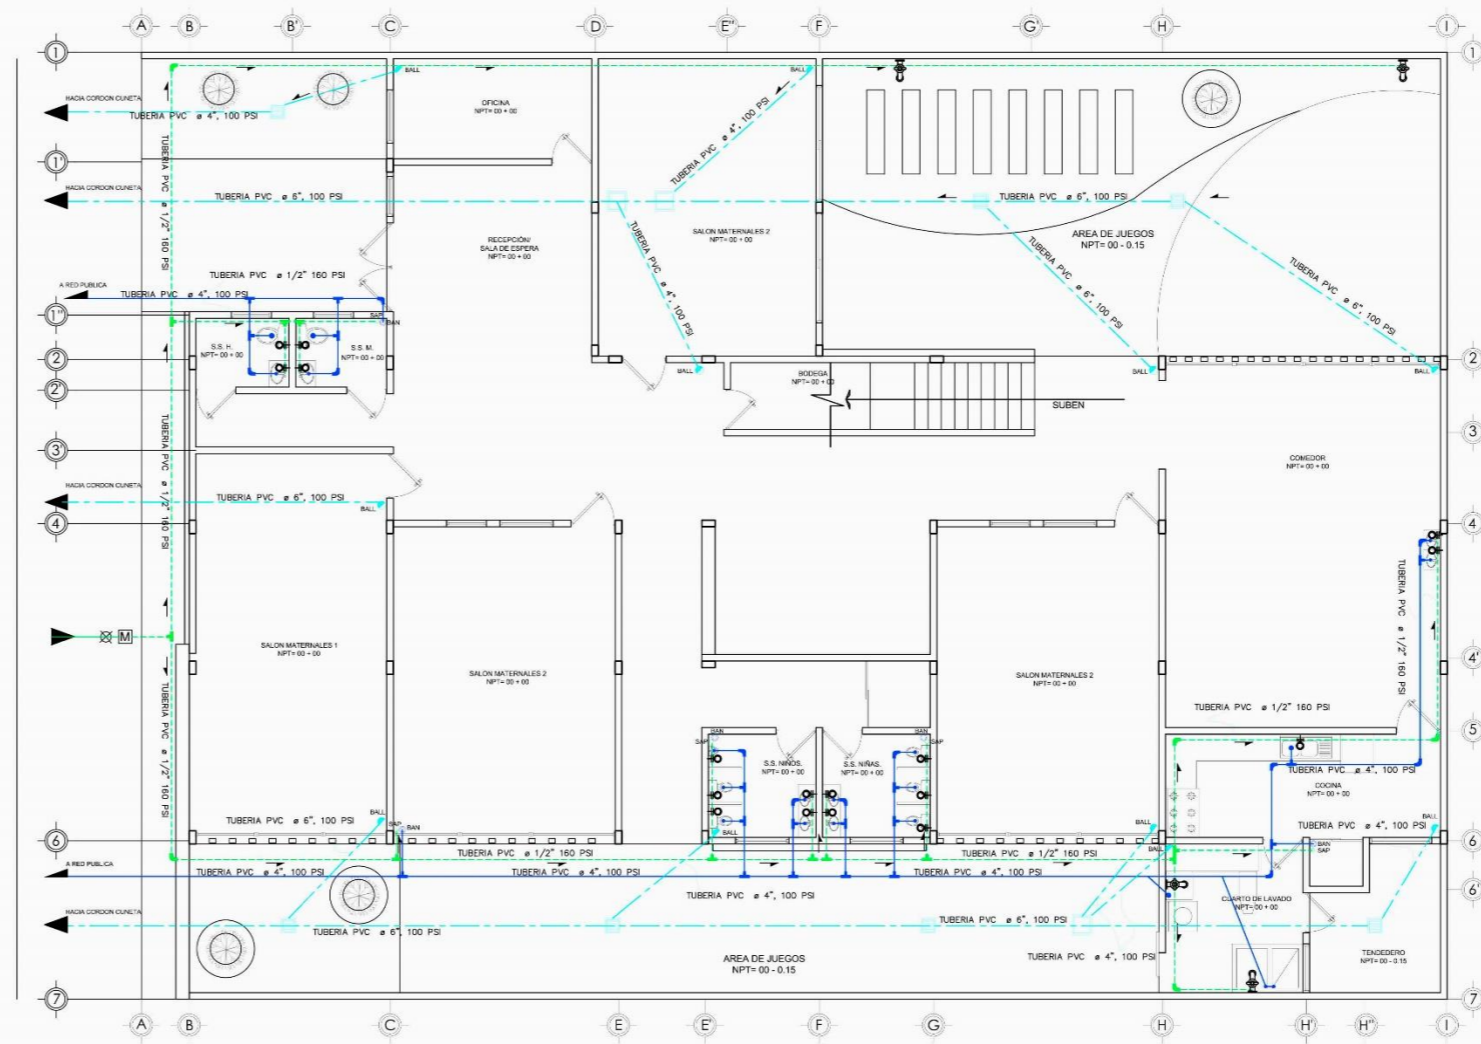 A B B' C D E'' F G' H I
1 1
BALL BALL
HACIA CORDON CUNETA
TUBERIA PVC ø 4", 100 PSI
OFICINA
NPT= 00 + 00
TUBERIA PVC ø 4", 100 PSI
1'
TUBERIA PVC ø 1/2" 160 PSI
HACIA CORDON CUNETA
TUBERIA PVC ø 6", 100 PSI
TUBERIA PVC ø 6", 100 PSI
SALON MATERNALES 2
NPT= 00 + 00
AREA DE JUEGOS
NPT= 00 - 0.15
RECEPCIÓN/
SALA DE ESPERA
NPT= 00 + 00
TUBERIA PVC ø 4", 100 PSI
TUBERIA PVC ø 6", 100 PSI
TUBERIA PVC ø 6", 100 PSI
TUBERIA PVC ø 1/2" 160 PSI
A RED PUBLICA
TUBERIA PVC ø 4", 100 PSI
1''
SAP
BAN
S.S. H.
NPT= 00 + 00
S.S. M.
NPT= 00 + 00
2 2
BALL BALL BALL
BODEGA
NPT= 00 + 00
2'
SUBEN
3
TUBERIA PVC ø 1/2" 160 PSI
3'
COMEDOR
NPT= 00 + 00
HACIA CORDON CUNETA
TUBERIA PVC ø 6", 100 PSI
BALL
4 4
TUBERIA PVC ø 1/2" 160 PSI
M
SALON MATERNALES 1
NPT= 00 + 00
4'
SALON MATERNALES 2
NPT= 00 + 00
SALON MATERNALES 2
NPT= 00 + 00
TUBERIA PVC ø 1/2" 160 PSI
TUBERIA PVC ø 1/2" 160 PSI
5
BAN BAN
SAP SAP
S.S. NIÑOS.
NPT= 00 + 00
S.S. NIÑAS.
NPT= 00 + 00
TUBERIA PVC ø 4", 100 PSI
COCINA
NPT= 00 + 00
TUBERIA PVC ø 6", 100 PSI
BALL
SAP
BAN
BALL
BALL
TUBERIA PVC ø 4", 100 PSI
BALL
6 6
BAN
SAP
TUBERIA PVC ø 1/2" 160 PSI
TUBERIA PVC ø 1/2" 160 PSI
BALL
A RED PUBLICA
TUBERIA PVC ø 4", 100 PSI
TUBERIA PVC ø 4", 100 PSI
TUBERIA PVC ø 4", 100 PSI
6'
TUBERIA PVC ø 4", 100 PSI
CUARTO DE LAVADO
NPT= 00 + 00
HACIA CORDON CUNETA
TUBERIA PVC ø 6", 100 PSI
TUBERIA PVC ø 6", 100 PSI
AREA DE JUEGOS
NPT= 00 - 0.15
TUBERIA PVC ø 4", 100 PSI
TENDEDERO
NPT= 00 - 0.15
7 7
A B C E E' F G H H' H'' I